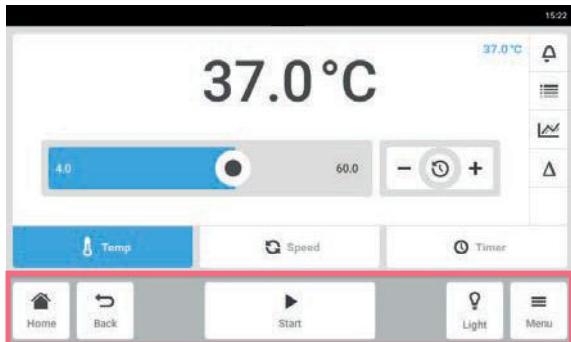 15:22
37.0°C
37.0°C
4.0
60.0
Temp
Speed
Timer
Home
Back
Start
Light
Menu